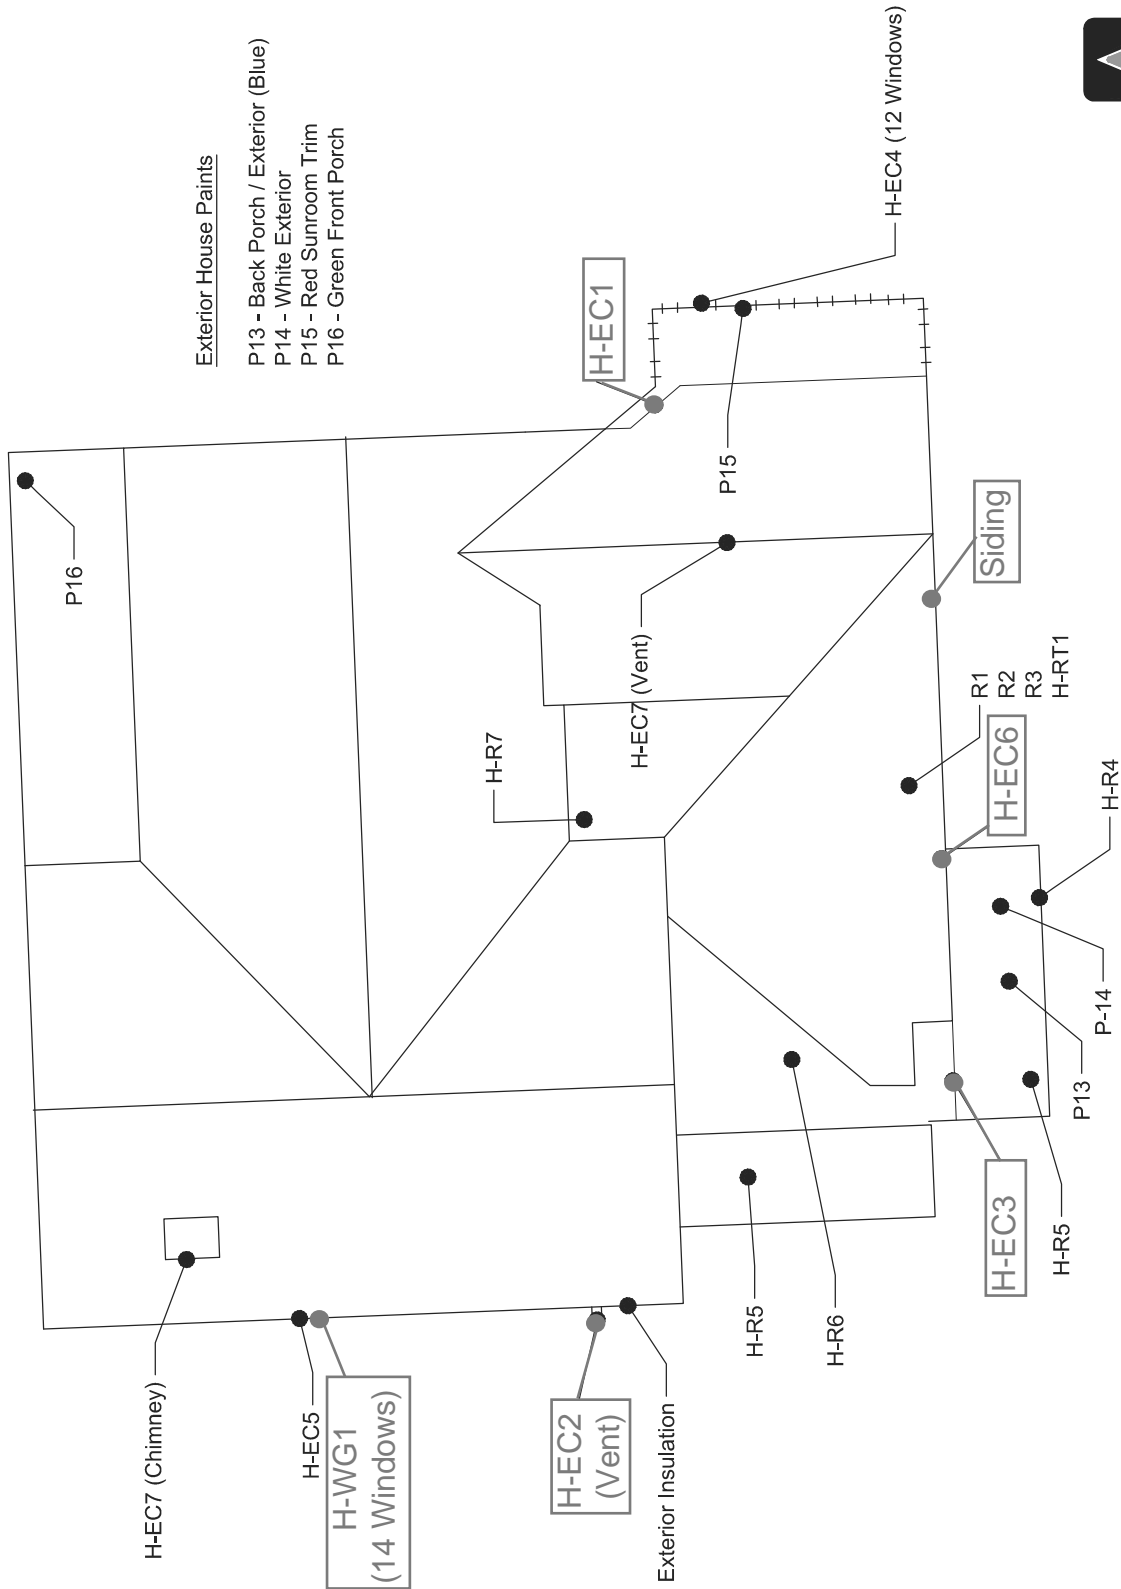 Exterior House Paints
P13 - Back Porch / Exterior (Blue)
P14 - White Exterior
P15 - Red Sunroom Trim
P16 - Green Front Porch
H-EC7 (Chimney)
P16
H-EC5
H-WG1
(14 Windows)
H-EC2
(Vent)
Exterior Insulation
H-R7
H-EC1
H-EC7 (Vent)
P15
H-EC4 (12 Windows)
H-R5
H-R6
Siding
R1
R2
R3
H-RT1
H-EC6
H-EC3
H-R5
P13
P-14
H-R4